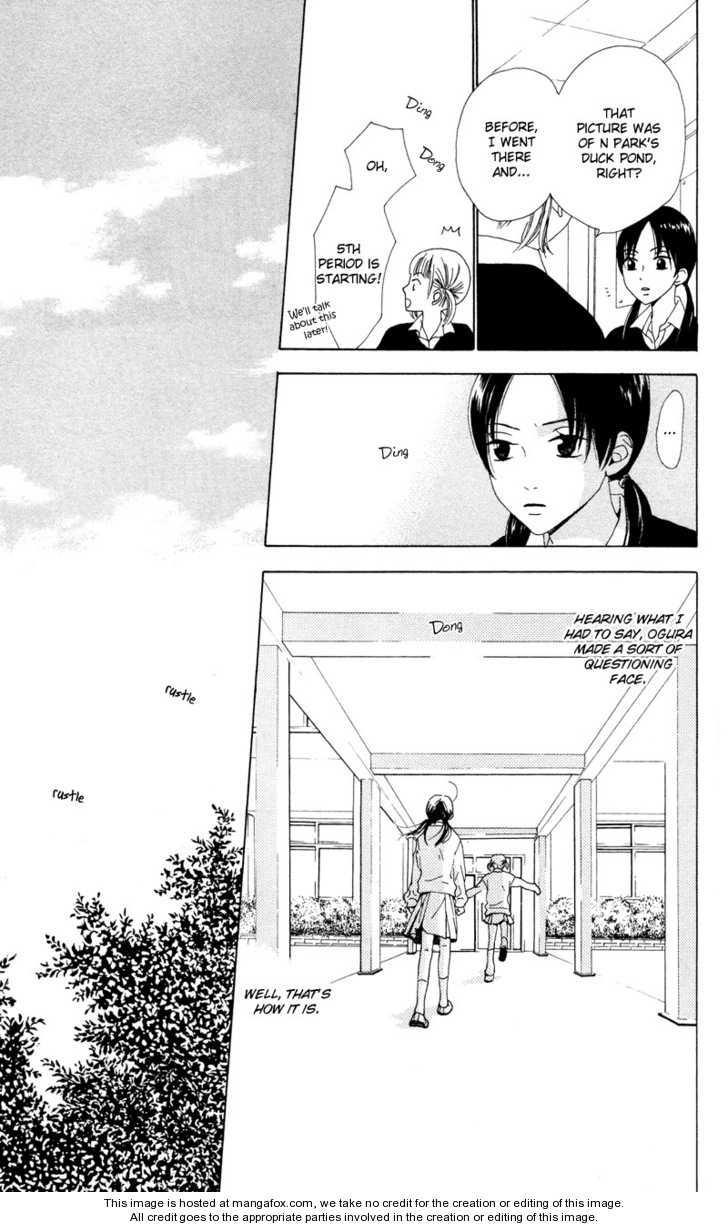 THAT
PICTURE WAS
OF N PARK'S
DUCK POND,
RIGHT?
BEFORE,
I WENT
THERE
AND...
Ding
Dong
OH,
5TH
PERIOD IS
STARTING!
We'll talk
about this
later!
...
Ding
HEARING WHAT I
HAD TO SAY, OGURA
MADE A SORT OF
QUESTIONING
FACE.
Dong
WELL, THAT'S
HOW IT IS.
rustle
rustle
This image is hosted at mangafox.com, we take no credit for the creation or editing of this image.
All credit goes to the appropriate parties involved in the creation or editing of this image.